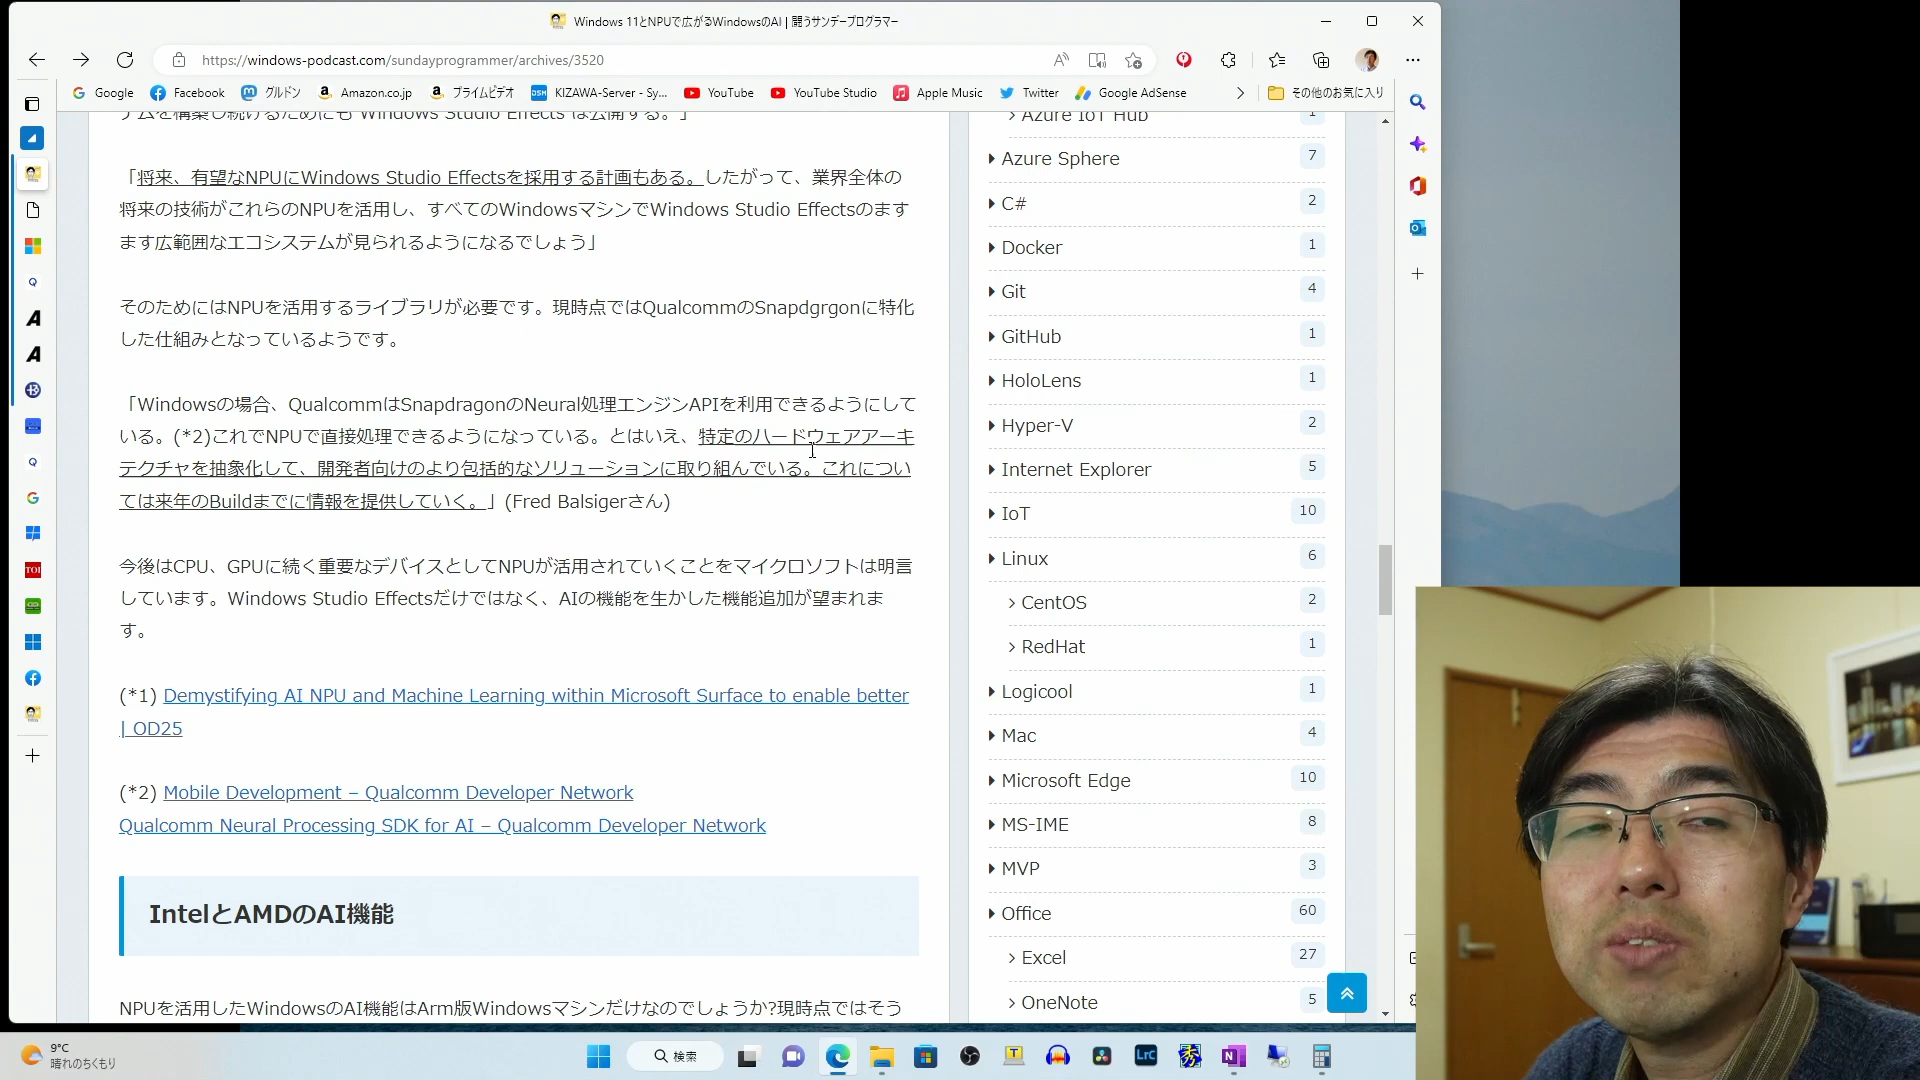 Windows 11とNPUで広がるWindowsのAI | 闘うサンデープログラマー
https://windows-podcast.com/sundayprogrammer/archives/3520
Google
Facebook
グルドン
Amazon.co.jp
プライムビデオ
KIZAWA-Server - Sy...
YouTube
YouTube Studio
Apple Music
Twitter
Google AdSense
その他のお気に入り
テムを構築し続けるためにも Windows Studio Effects は公開する。」
「将来、有望なNPUにWindows Studio Effectsを採用する計画もある。したがって、業界全体の
将来の技術がこれらのNPUを活用し、すべてのWindowsマシンでWindows Studio Effectsのます
ます広範囲なエコシステムが見られるようになるでしょう」
そのためにはNPUを活用するライブラリが必要です。現時点ではQualcommのSnapdgrgonに特化
した仕組みとなっているようです。
「Windowsの場合、QualcommはSnapdragonのNeural処理エンジンAPIを利用できるようにして
いる。(*2)これでNPUで直接処理できるようになっている。とはいえ、特定のハードウェアアーキ
テクチャを抽象化して、開発者向けのより包括的なソリューションに取り組んでいる。これについ
ては来年のBuildまでに情報を提供していく。」(Fred Balsigerさん)
今後はCPU、GPUに続く重要なデバイスとしてNPUが活用されていくことをマイクロソフトは明言
しています。Windows Studio Effectsだけではなく、AIの機能を生かした機能追加が望まれま
す。
(*1) Demystifying AI NPU and Machine Learning within Microsoft Surface to enable better
| OD25
(*2) Mobile Development – Qualcomm Developer Network
Qualcomm Neural Processing SDK for AI – Qualcomm Developer Network
IntelとAMDのAI機能
NPUを活用したWindowsのAI機能はArm版Windowsマシンだけなのでしょうか?現時点ではそう
Azure IoT Hub 1
Azure Sphere 7
C# 2
Docker 1
Git 4
GitHub 1
HoloLens 1
Hyper-V 2
Internet Explorer 5
IoT 10
Linux 6
CentOS 2
RedHat 1
Logicool 1
Mac 4
Microsoft Edge 10
MS-IME 8
MVP 3
Office 60
Excel 27
OneNote 5
9°C
晴れのちくもり
検索
LrC